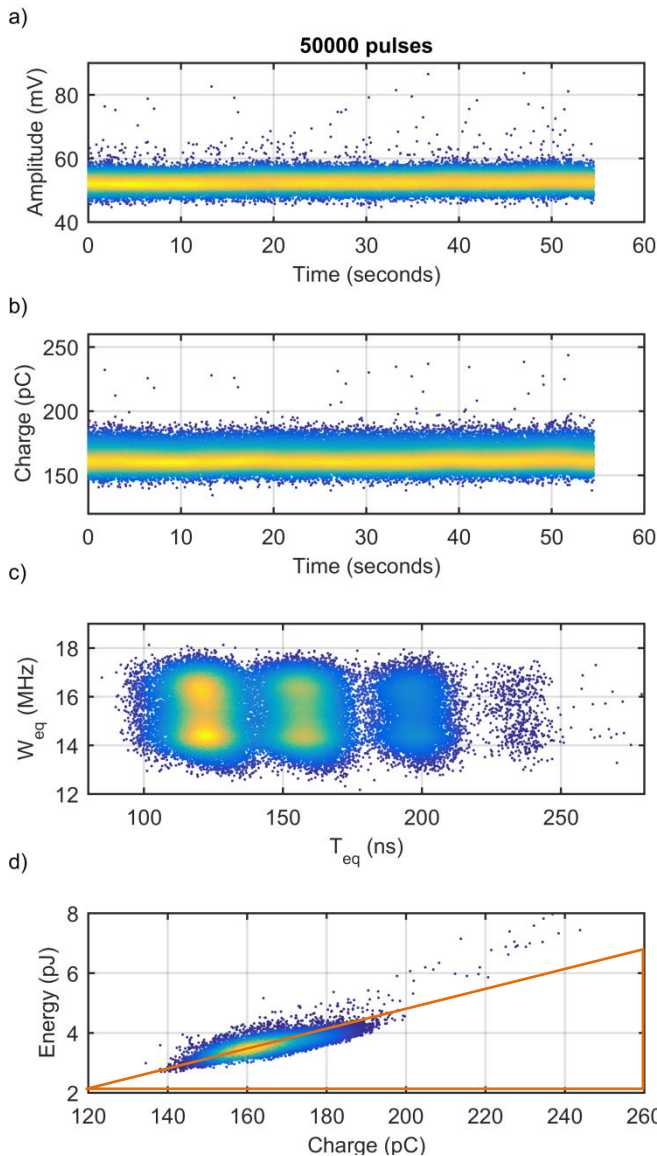 a)
50000 pulses
Amplitude (mV)
80
60
40
0 10 20 30 40 50 60
Time (seconds)
b)
Charge (pC)
250
200
150
0 10 20 30 40 50 60
Time (seconds)
c)
W_eq (MHz)
18
16
14
12
100 150 200 250
T_eq (ns)
d)
Energy (pJ)
8
6
4
2
120 140 160 180 200 220 240 260
Charge (pC)